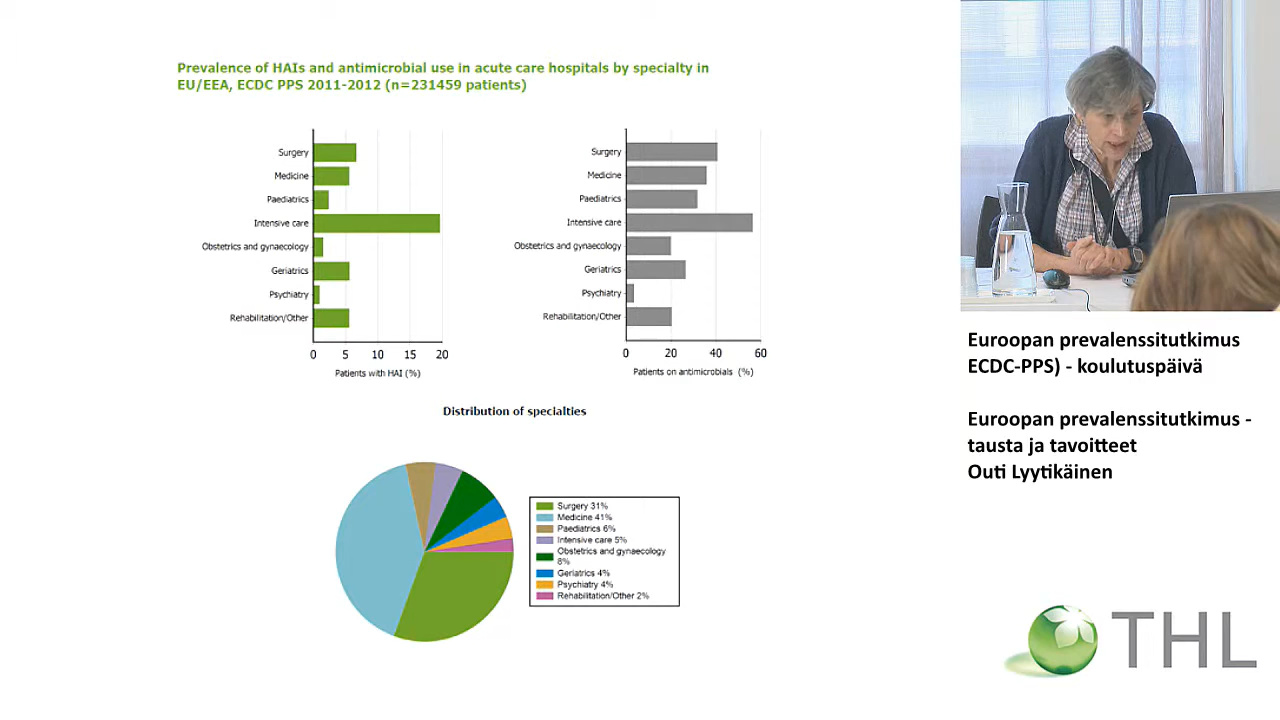 Prevalence of HAIs and antimicrobial use in acute care hospitals by specialty in
EU/EEA, ECDC PPS 2011-2012 (n=231459 patients)
Surgery
Medicine
Paediatrics
Intensive care
Obstetrics and gynaecology
Geriatrics
Psychiatry
Rehabilitation/Other
0 5 10 15 20
Patients with HAI (%)
Surgery
Medicine
Paediatrics
Intensive care
Obstetrics and gynaecology
Geriatrics
Psychiatry
Rehabilitation/Other
0 20 40 60
Patients on antimicrobials (%)
Distribution of specialties
Surgery 31%
Medicine 41%
Paediatrics 6%
Intensive care 5%
Obstetrics and gynaecology
8%
Geriatrics 4%
Psychiatry 4%
Rehabilitation/Other 2%
Euroopan prevalenssitutkimus
ECDC-PPS) - koulutuspäivä
Euroopan prevalenssitutkimus -
tausta ja tavoitteet
Outi Lyytikäinen
THL